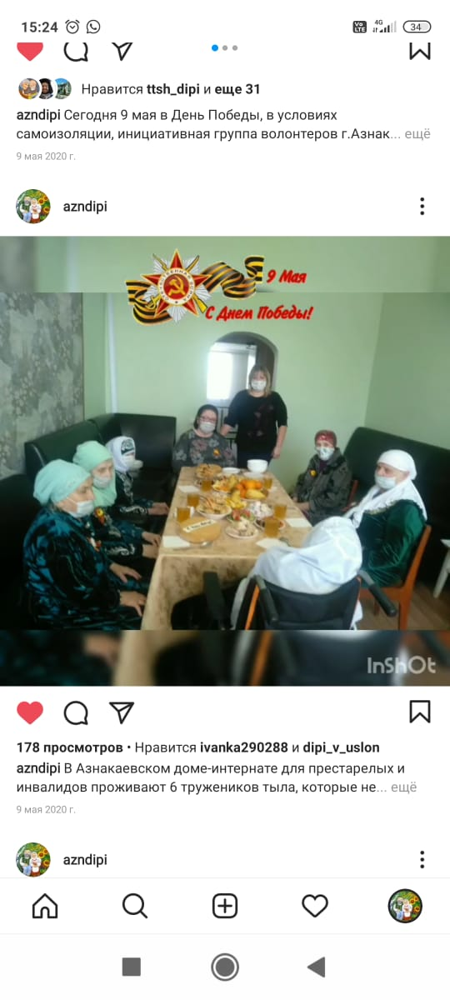 15:24
Vo LTE 4G 34
Нравится ttsh_dipi и еще 31
azndipi Сегодня 9 мая в День Победы, в условиях
самоизоляции, инициативная группа волонтеров г.Азнак... ещё
9 мая 2020 г.
azndipi
9 Мая
С Днем Победы!
InShOt
178 просмотров • Нравится ivanka290288 и dipi_v_uslon
azndipi В Азнакаевском доме-интернате для престарелых и
инвалидов проживают 6 тружеников тыла, которые не... ещё
9 мая 2020 г.
azndipi